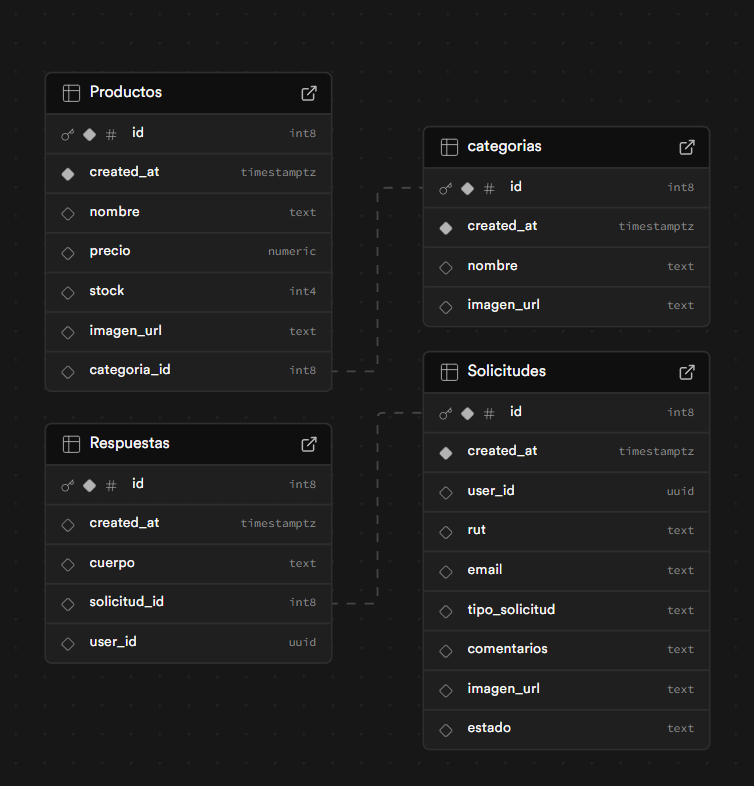 Productos
# id int8
created_at timestamptz
nombre text
precio numeric
stock int4
imagen_url text
categoria_id int8
Respuestas
# id int8
created_at timestamptz
cuerpo text
solicitud_id int8
user_id uuid
categorias
# id int8
created_at timestamptz
nombre text
imagen_url text
Solicitudes
# id int8
created_at timestamptz
user_id uuid
rut text
email text
tipo_solicitud text
comentarios text
imagen_url text
estado text